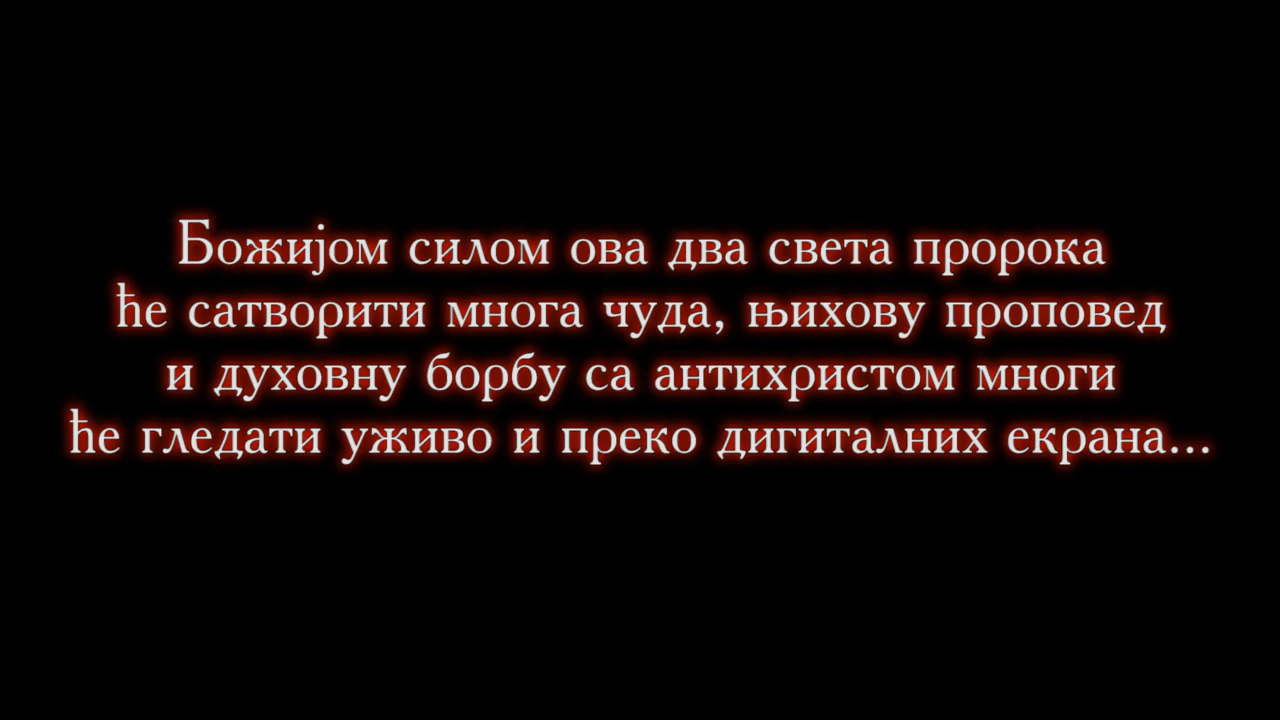 Божијом силом ова два света пророка
ће сатворити многа чуда, њихову проповед
и духовну борбу са антихристом многи
ће гледати уживо и преко дигиталних екрана...